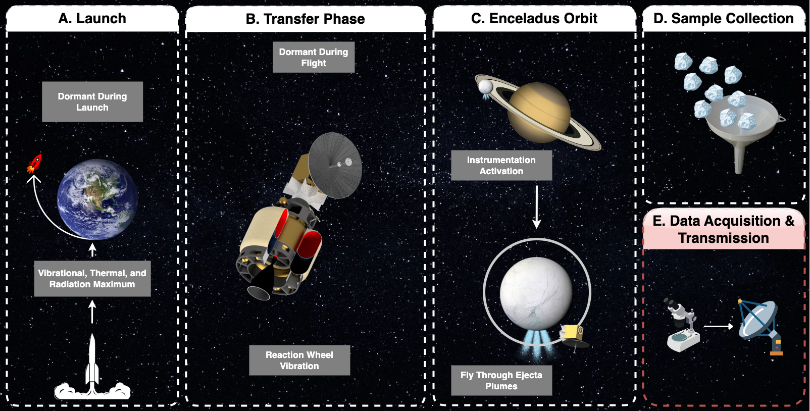 A. Launch
Dormant During
Launch
Vibrational, Thermal, and
Radiation Maximum
B. Transfer Phase
Dormant During
Flight
Reaction Wheel
Vibration
C. Enceladus Orbit
Instrumentation
Activation
Fly Through Ejecta
Plumes
D. Sample Collection
E. Data Acquisition &
Transmission